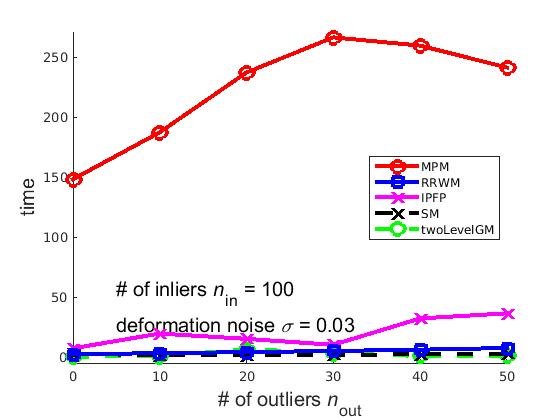 250
200
150
100
50
0
time
MPM
RRWM
IPFP
SM
twoLevelGM
# of inliers n_in = 100
deformation noise σ = 0.03
0 10 20 30 40 50
# of outliers n_out